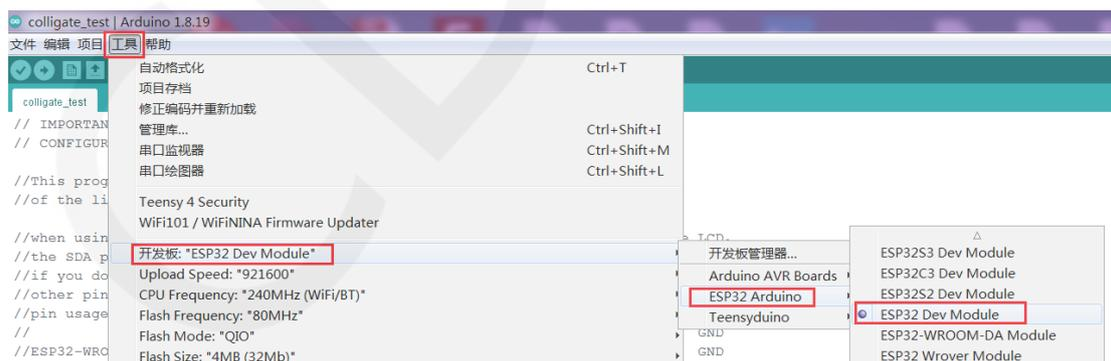 colligate_test | Arduino 1.8.19
文件 编辑 项目 工具 帮助
colligate_test
自动格式化 Ctrl+T
项目存档
修正编码并重新加载
管理库... Ctrl+Shift+I
串口监视器 Ctrl+Shift+M
串口绘图器 Ctrl+Shift+L
Teensy 4 Security
WiFi101 / WiFiNINA Firmware Updater
开发板: "ESP32 Dev Module"
Upload Speed: "921600"
CPU Frequency: "240MHz (WiFi/BT)"
Flash Frequency: "80MHz"
Flash Mode: "QIO"
Flash Size: "4MB (32Mb)"
// IMPORTAN
// CONFIGUR
//This prog
//of the li
//when usin
//the SDA p
//if you do
//other pin
//pin usage
//
//ESP32-WRO
LCD.
GND
GND
开发板管理器...
Arduino AVR Boards
ESP32 Arduino
Teensyduino
ESP32S3 Dev Module
ESP32C3 Dev Module
ESP32S2 Dev Module
ESP32 Dev Module
ESP32-WROOM-DA Module
ESP32 Wrover Module